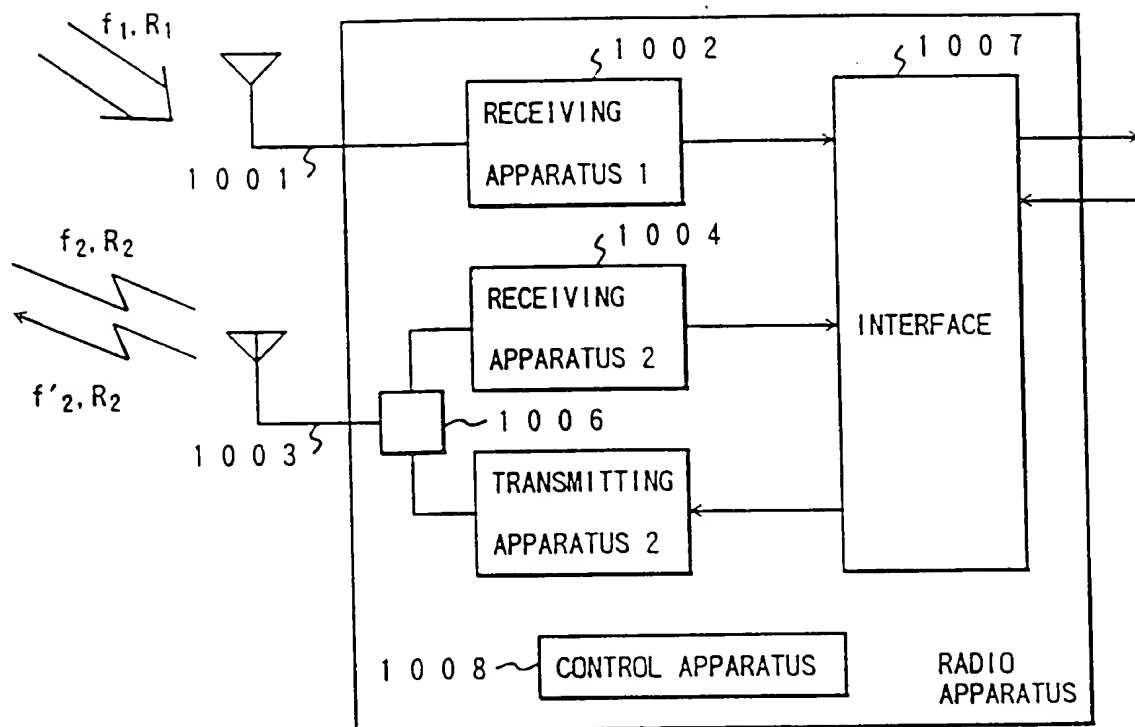 f1, R1
1002
1007
RECEIVING
APPARATUS 1
1001
f2, R2
1004
RECEIVING
APPARATUS 2
INTERFACE
f'2, R2
1006
1003
TRANSMITTING
APPARATUS 2
1008
CONTROL APPARATUS
RADIO
APPARATUS